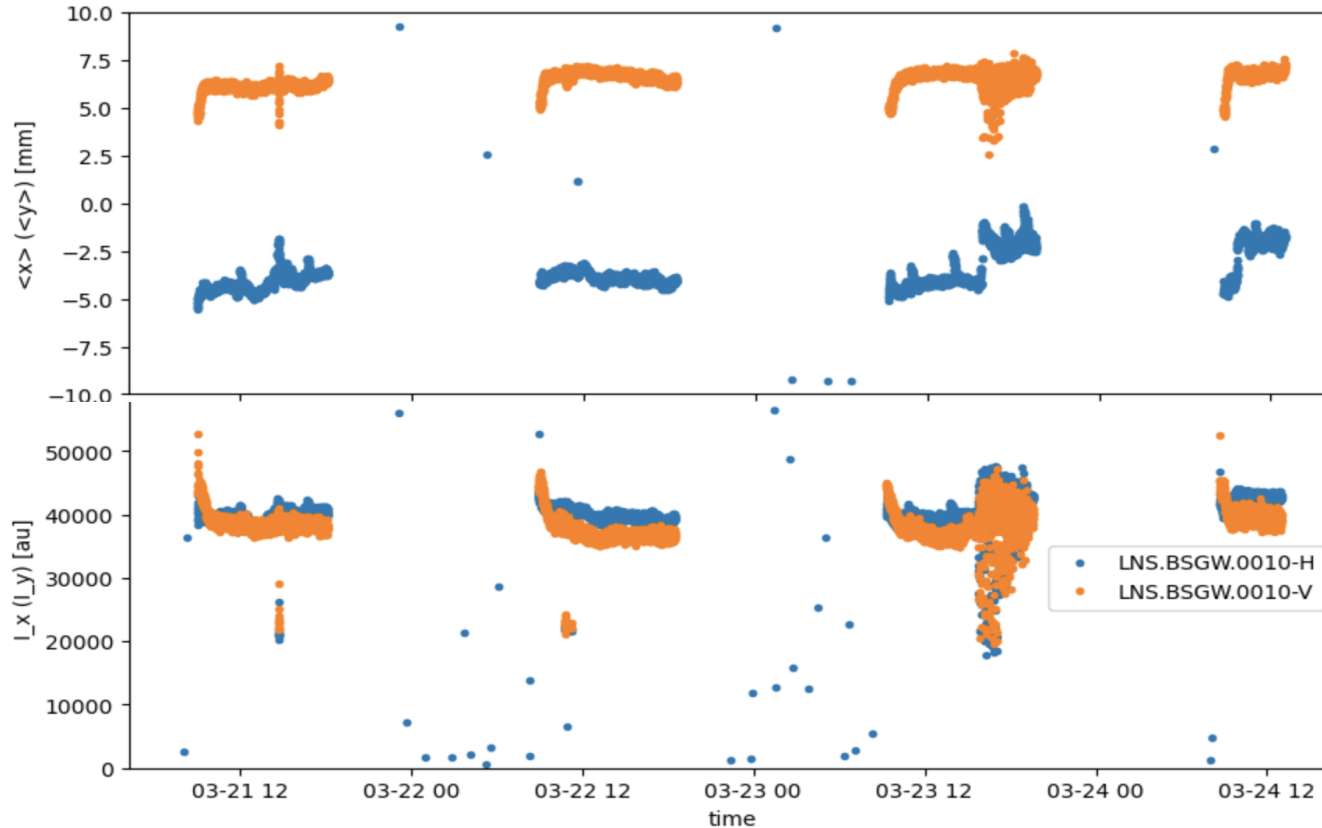 <x> (<y>) [mm]
10.0
7.5
5.0
2.5
0.0
−2.5
−5.0
−7.5
−10.0
I_x (I_y) [au]
50000
40000
30000
20000
10000
0
LNS.BSGW.0010-H
LNS.BSGW.0010-V
03-21 12 03-22 00 03-22 12 03-23 00 03-23 12 03-24 00 03-24 12
time